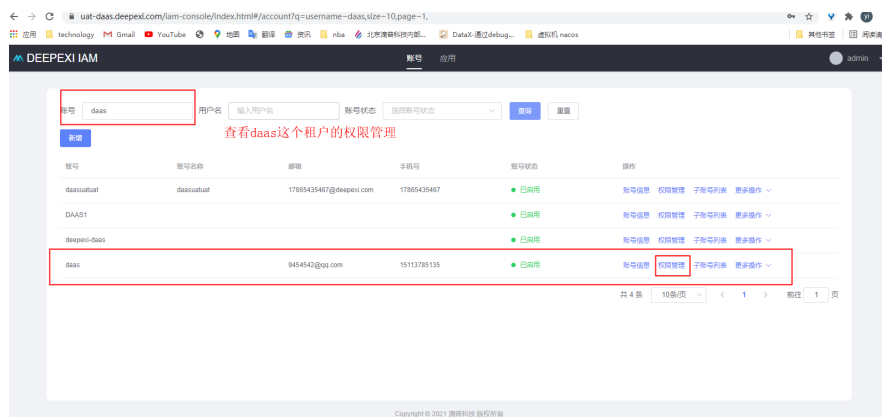 uat-daas.deepexi.com/iam-console/index.html#/account?q=username~daas,size~10,page~1,
应用 technology Gmail YouTube 地图 翻译 资讯 nba 北京滴普科技内部... DataX-通过debug... 虚拟机 nacos 其他书签 阅读清
DEEPEXI IAM 账号 应用 admin
账号 daas 用户名 输入用户名 账号状态 选择账号状态 查询 重置
新增 查看daas这个租户的权限管理
账号 账号名称 邮箱 手机号 账号状态 操作
daasuatuat daasuatuat 17865435467@deepexi.com 17865435467 已启用 账号信息 权限管理 子账号列表 更多操作
DAAS1 已启用 账号信息 权限管理 子账号列表 更多操作
deepexi-daas 已启用 账号信息 权限管理 子账号列表 更多操作
daas 9454542@qq.com 15113785135 已启用 账号信息 权限管理 子账号列表 更多操作
共 4 条 10条/页 1 前往 1 页
Copyright © 2021 滴普科技 版权所有